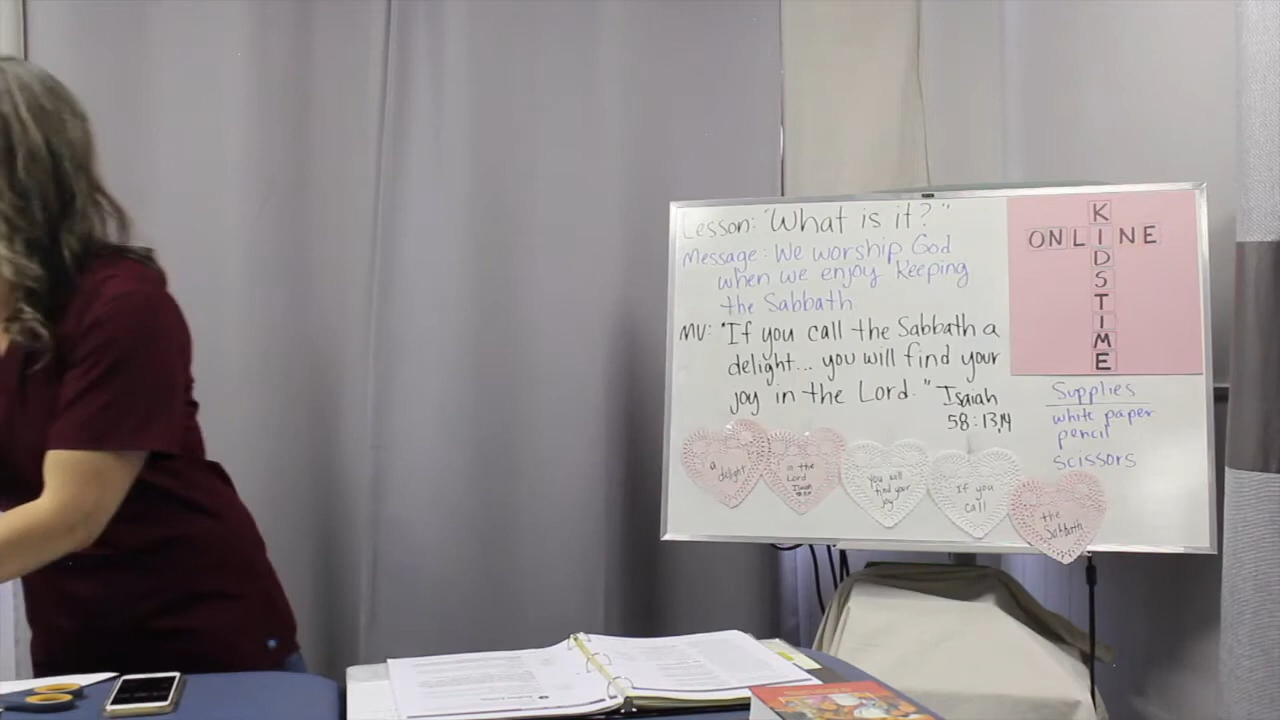 Lesson: "What is it?"
Message: We worship God
when we enjoy Keeping
the Sabbath
MV: "If you call the Sabbath a
delight... you will find your
joy in the Lord." Isaiah
58:13,14
KIDSTIME
ONLINE
Supplies
white paper
pencil
scissors
a
delight
in the
Lord
Isaiah
you will
find your
joy
If you
call
the
Sabbath